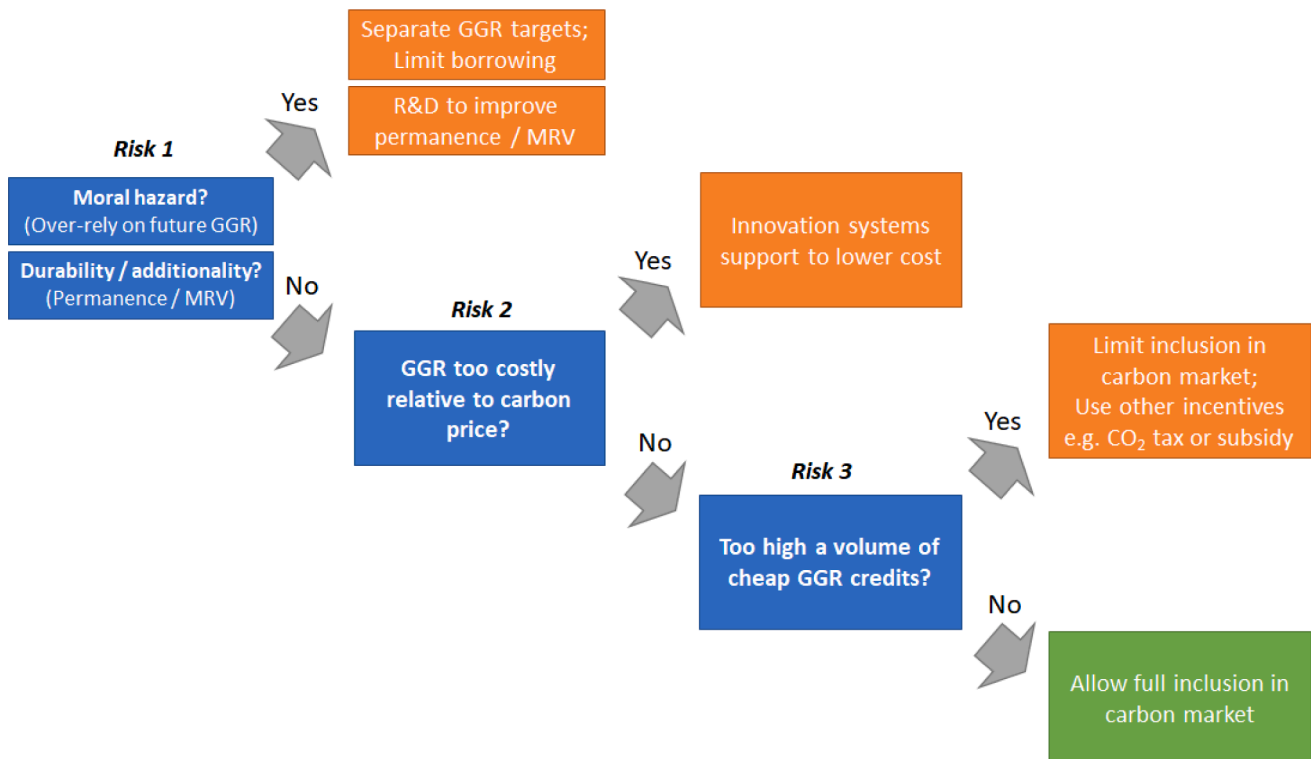 Separate GGR targets;
Limit borrowing
Yes
R&D to improve
permanence / MRV
Risk 1
Moral hazard?
(Over-rely on future GGR)
Durability / additionality?
(Permanence / MRV)
No
Innovation systems
support to lower cost
Yes
Risk 2
GGR too costly
relative to carbon
price?
No
Limit inclusion in
carbon market;
Use other incentives
e.g. CO₂ tax or subsidy
Yes
Risk 3
Too high a volume of
cheap GGR credits?
No
Allow full inclusion in
carbon market